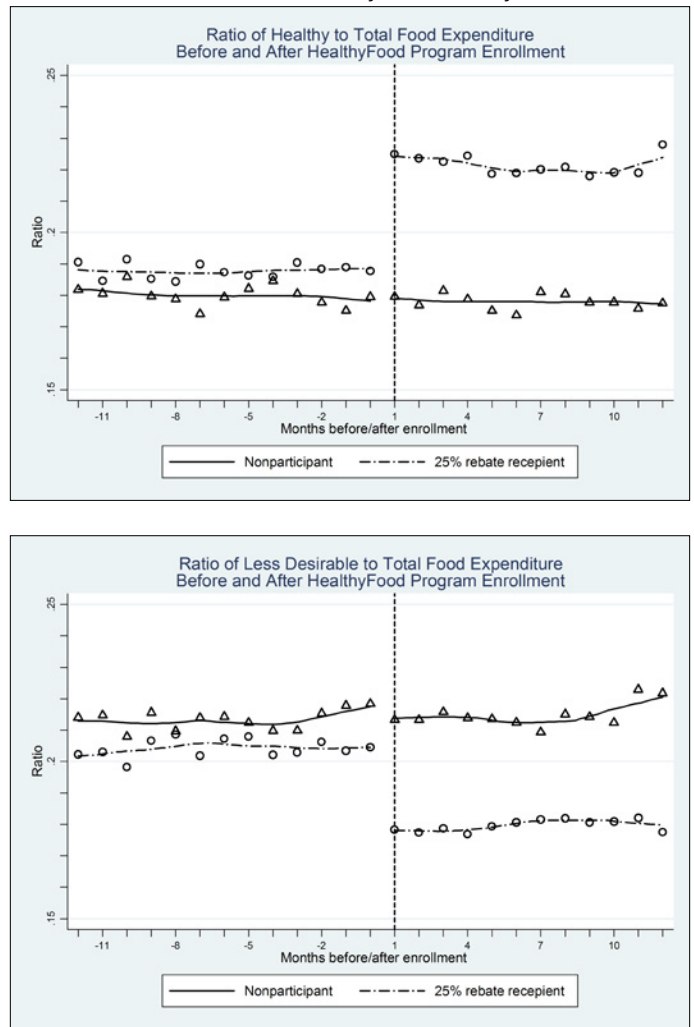 Ratio of Healthy to Total Food Expenditure
Before and After HealthyFood Program Enrollment
.25
.2
.15
Ratio
-11 -8 -5 -2 1 4 7 10
Months before/after enrollment
Nonparticipant 25% rebate recepient
Ratio of Less Desirable to Total Food Expenditure
Before and After HealthyFood Program Enrollment
.25
.2
.15
Ratio
-11 -8 -5 -2 1 4 7 10
Months before/after enrollment
Nonparticipant 25% rebate recepient